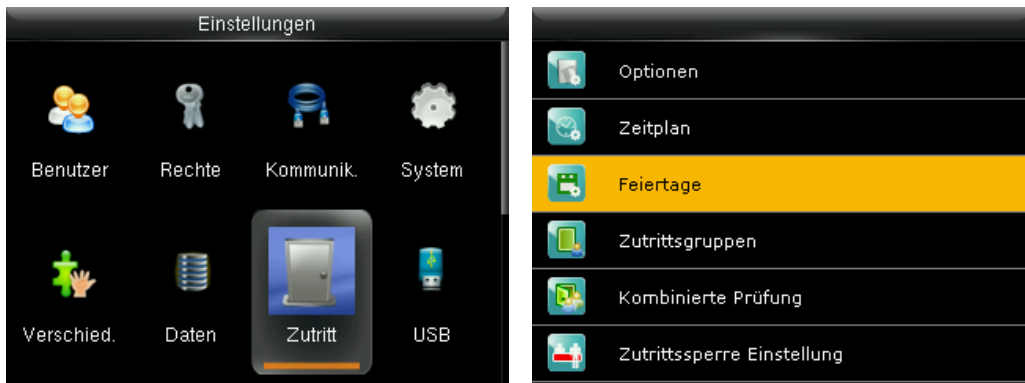 Einstellungen
Benutzer
Rechte
Kommunik.
System
Verschied.
Daten
Zutritt
USB
Optionen
Zeitplan
Feiertage
Zutrittsgruppen
Kombinierte Prüfung
Zutrittssperre Einstellung